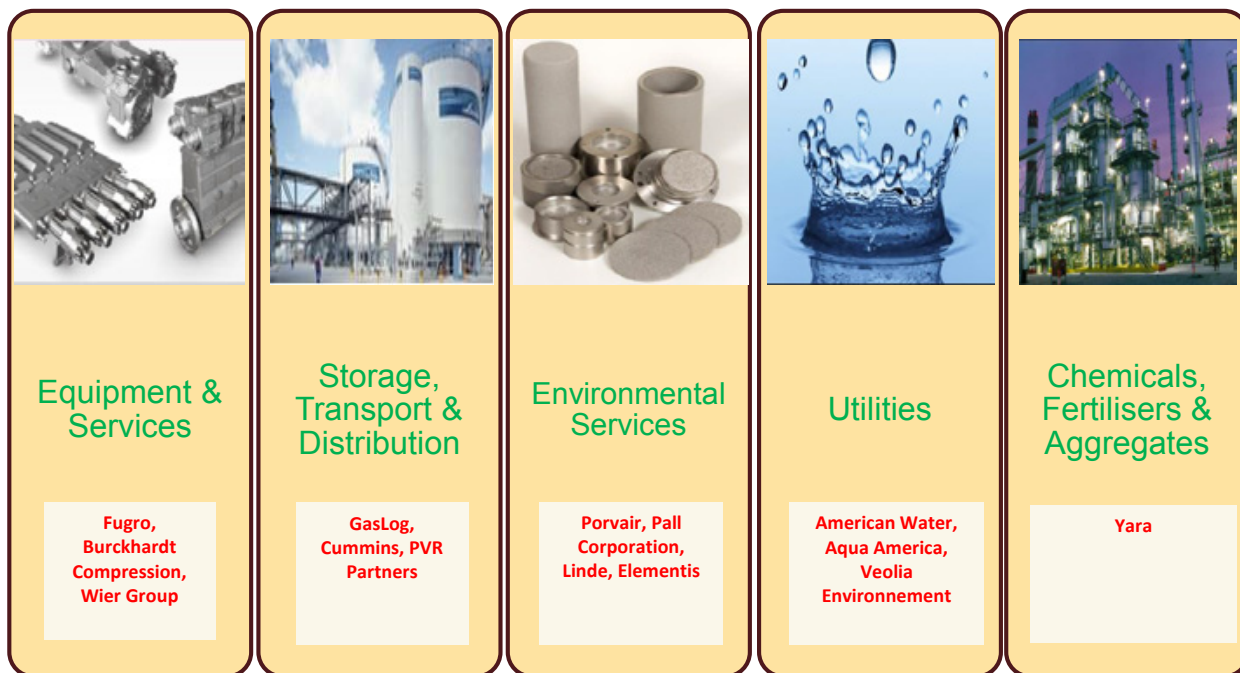 Equipment &
Services
Fugro,
Burckhardt
Compression,
Wier Group
Storage,
Transport &
Distribution
GasLog,
Cummins, PVR
Partners
Environmental
Services
Porvair, Pall
Corporation,
Linde, Elementis
Utilities
American Water,
Aqua America,
Veolia
Environnement
Chemicals,
Fertilisers &
Aggregates
Yara